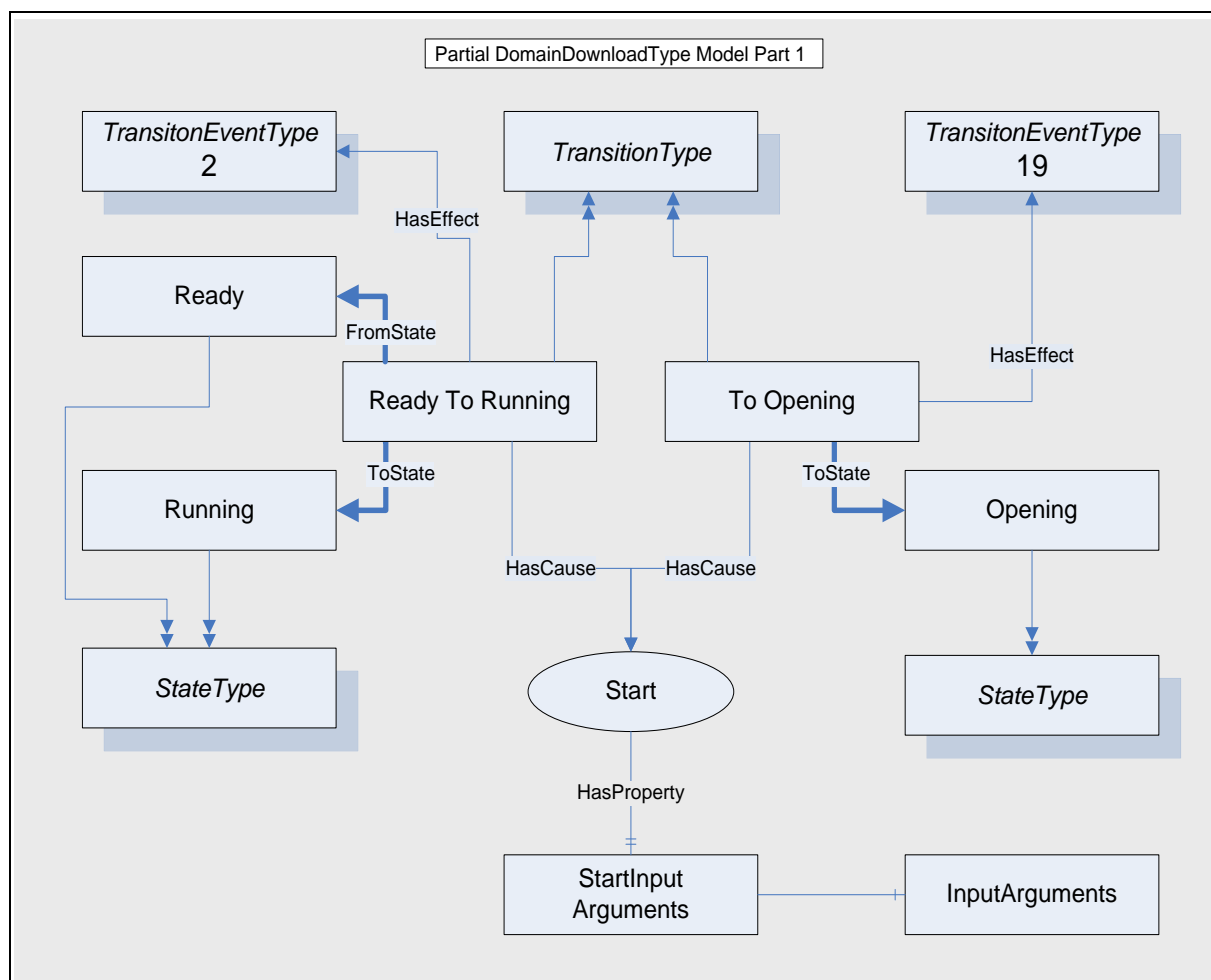 Partial DomainDownloadType Model Part 1
TransitonEventType
2
TransitionType
TransitonEventType
19
HasEffect
Ready
FromState
HasEffect
Ready To Running
To Opening
ToState
ToState
Running
Opening
HasCause
HasCause
StateType
Start
StateType
HasProperty
StartInput
Arguments
InputArguments